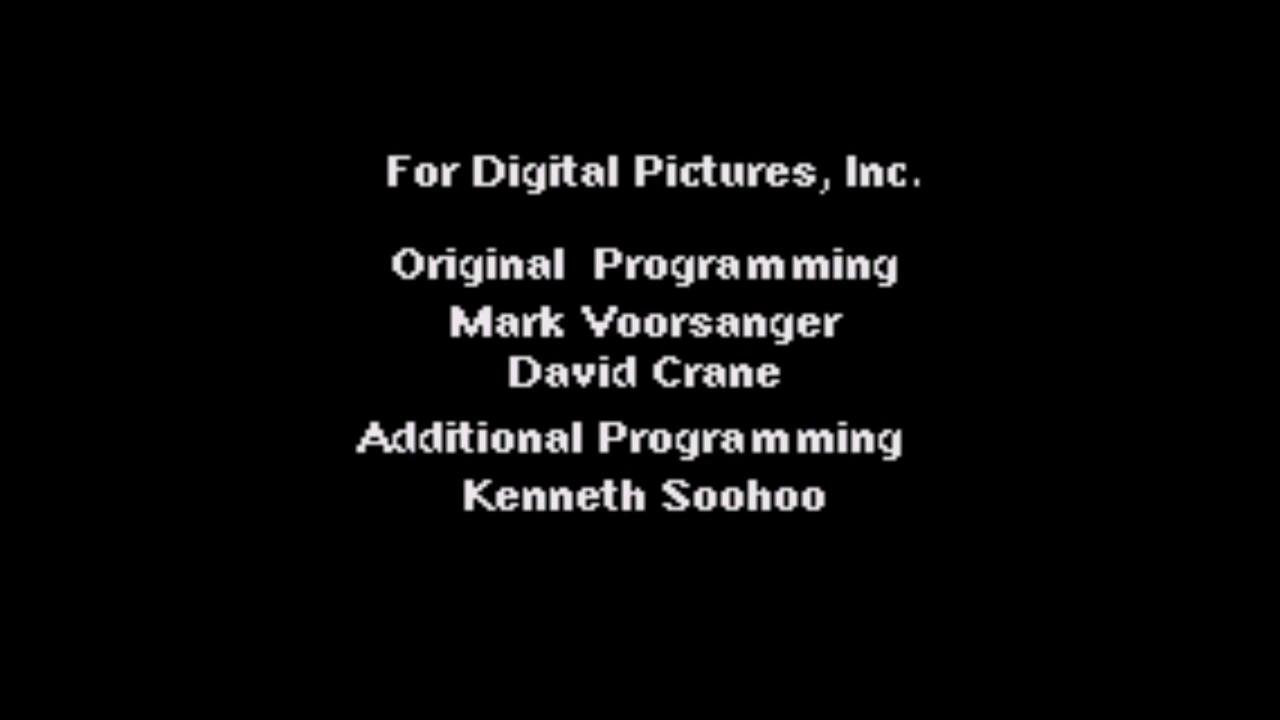 For Digital Pictures, Inc.
Original Programming
Mark Voorsanger
David Crane
Additional Programming
Kenneth Soohoo